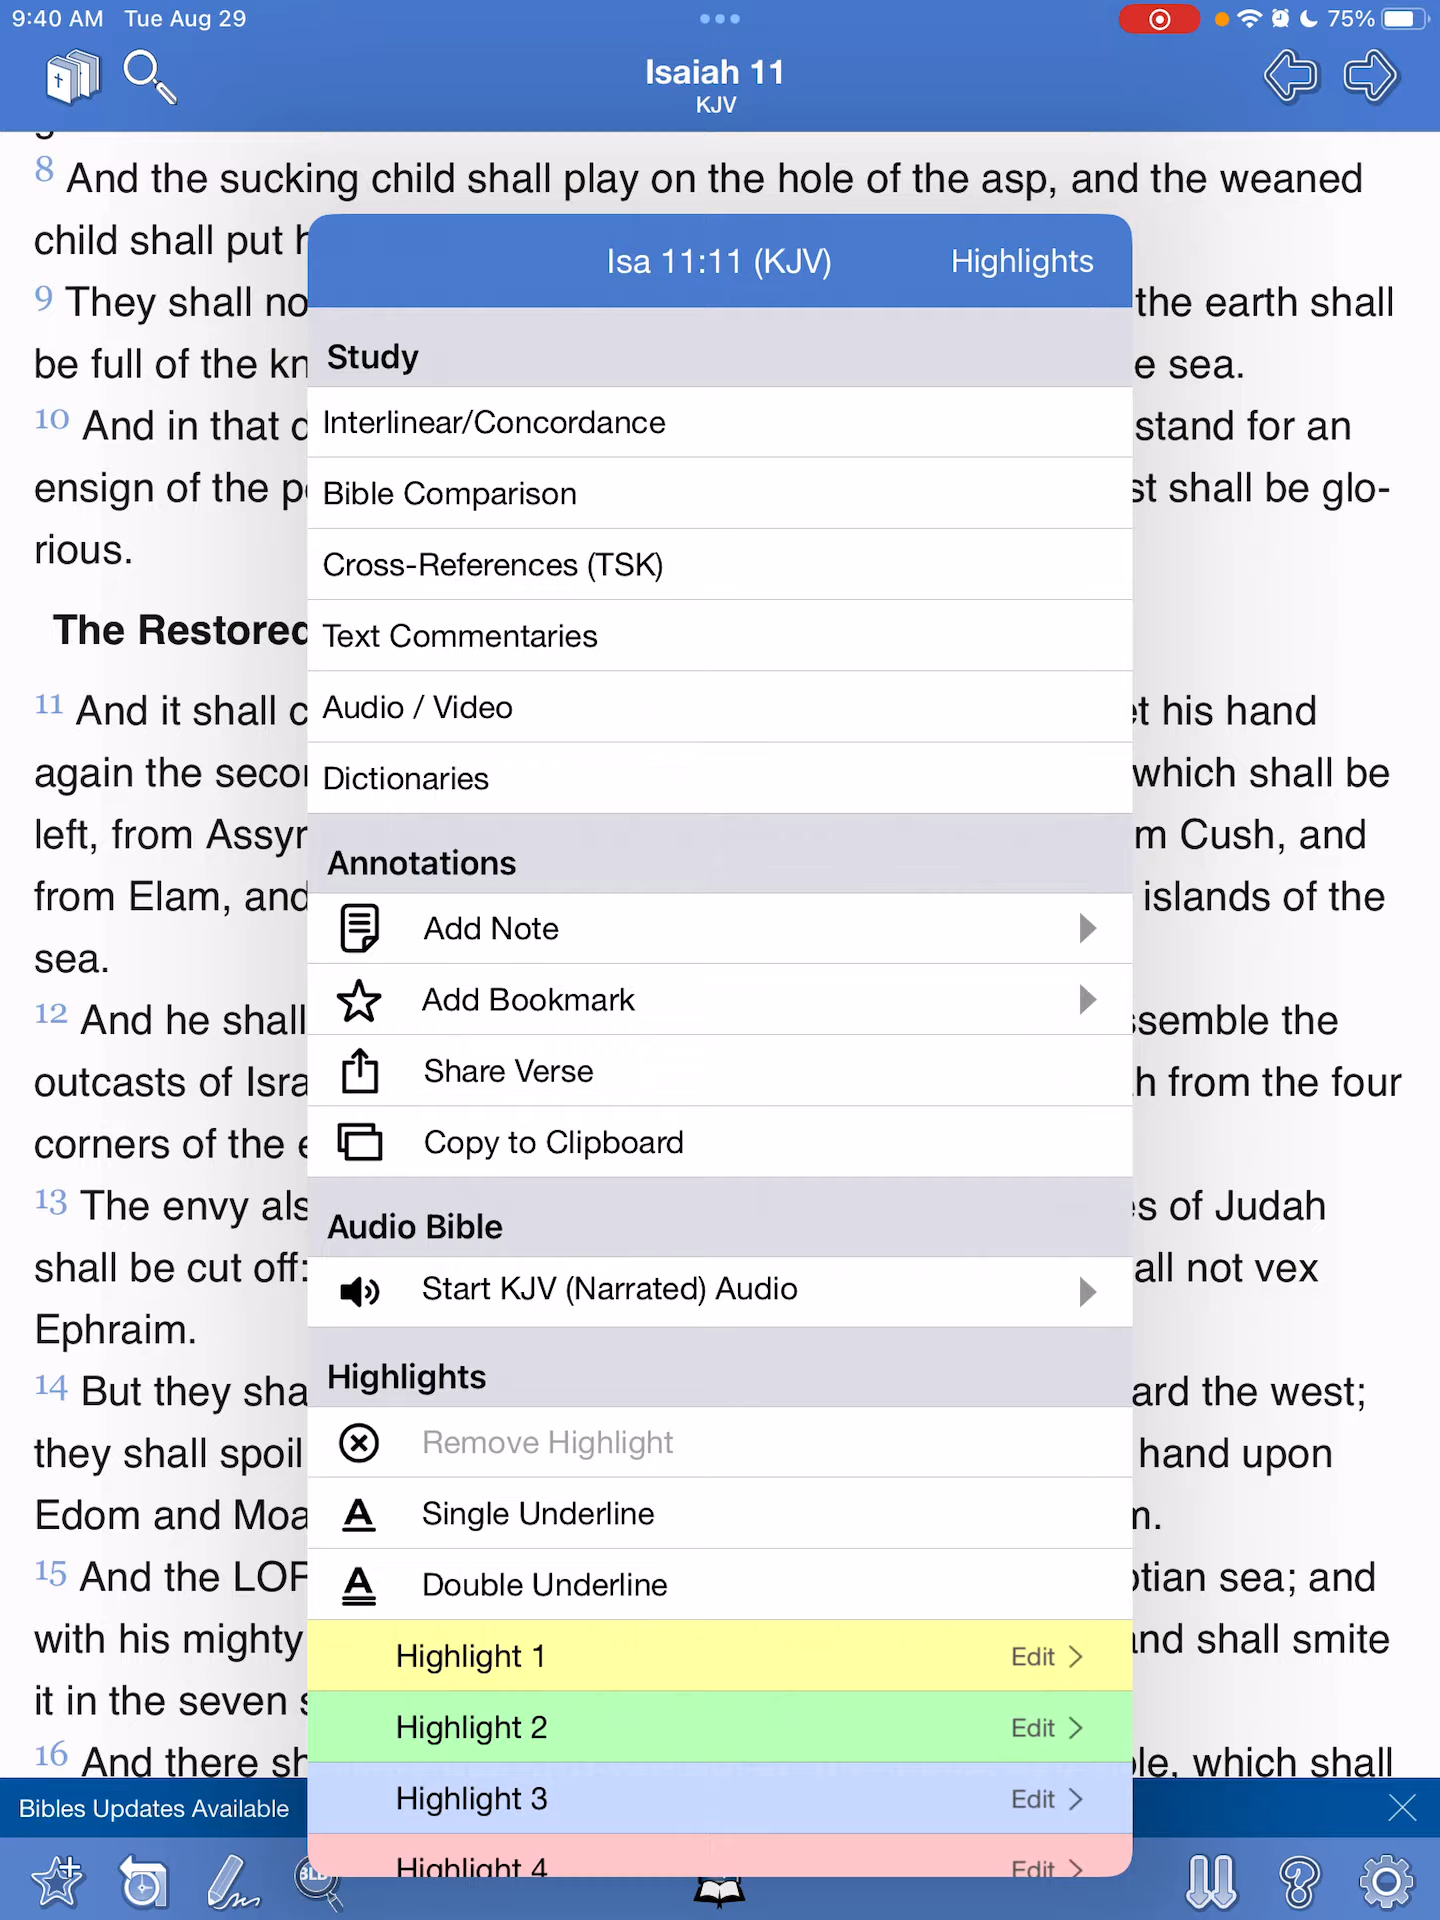 9:40 AM Tue Aug 29
75%
Isaiah 11
KJV
8 And the sucking child shall play on the hole of the asp, and the weaned
child shall put
9 They shall no
the earth shall
be full of the kn
e sea.
10 And in that
stand for an
ensign of the p
st shall be glo-
rious.
The Restored
11 And it shall c
et his hand
again the secon
which shall be
left, from Assyr
m Cush, and
from Elam, and
islands of the
sea.
12 And he shall
ssemble the
outcasts of Isra
h from the four
corners of the e
13 The envy als
es of Judah
shall be cut off:
all not vex
Ephraim.
14 But they sha
ard the west;
they shall spoil
hand upon
Edom and Moa
m.
15 And the LOR
ptian sea; and
with his mighty
and shall smite
it in the seven s
16 And there sh
ple, which shall
Isa 11:11 (KJV)
Highlights
Study
Interlinear/Concordance
Bible Comparison
Cross-References (TSK)
Text Commentaries
Audio / Video
Dictionaries
Annotations
Add Note
Add Bookmark
Share Verse
Copy to Clipboard
Audio Bible
Start KJV (Narrated) Audio
Highlights
Remove Highlight
Single Underline
Double Underline
Highlight 1 Edit
Highlight 2 Edit
Highlight 3 Edit
Highlight 4 Edit
Bibles Updates Available
BLB